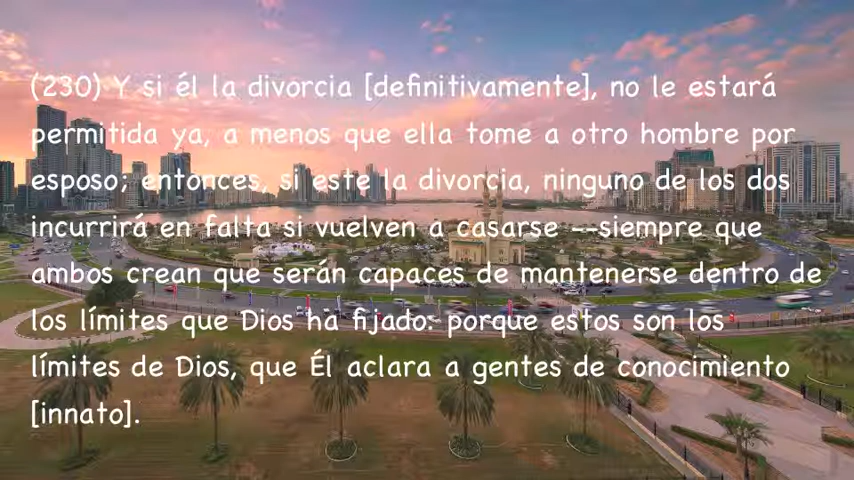 (230) Y si él la divorcia [definitivamente], no le estará
permitida ya, a menos que ella tome a otro hombre por
esposo; entonces, si este la divorcia, ninguno de los dos
incurrirá en falta si vuelven a casarse --siempre que
ambos crean que serán capaces de mantenerse dentro de
los límites que Dios ha fijado: porque estos son los
límites de Dios, que Él aclara a gentes de conocimiento
[innato].